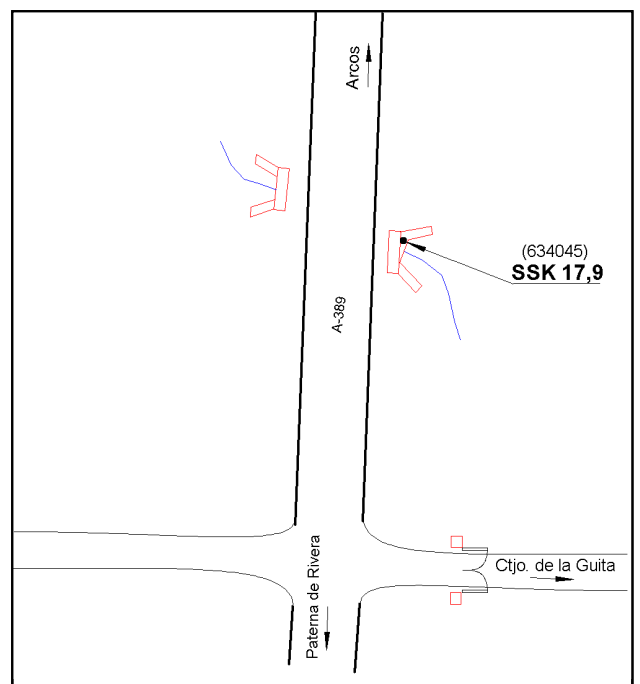 Arcos
(634045)
SSK 17,9
A-389
Paterna de Rivera
Ctjo. de la Guita